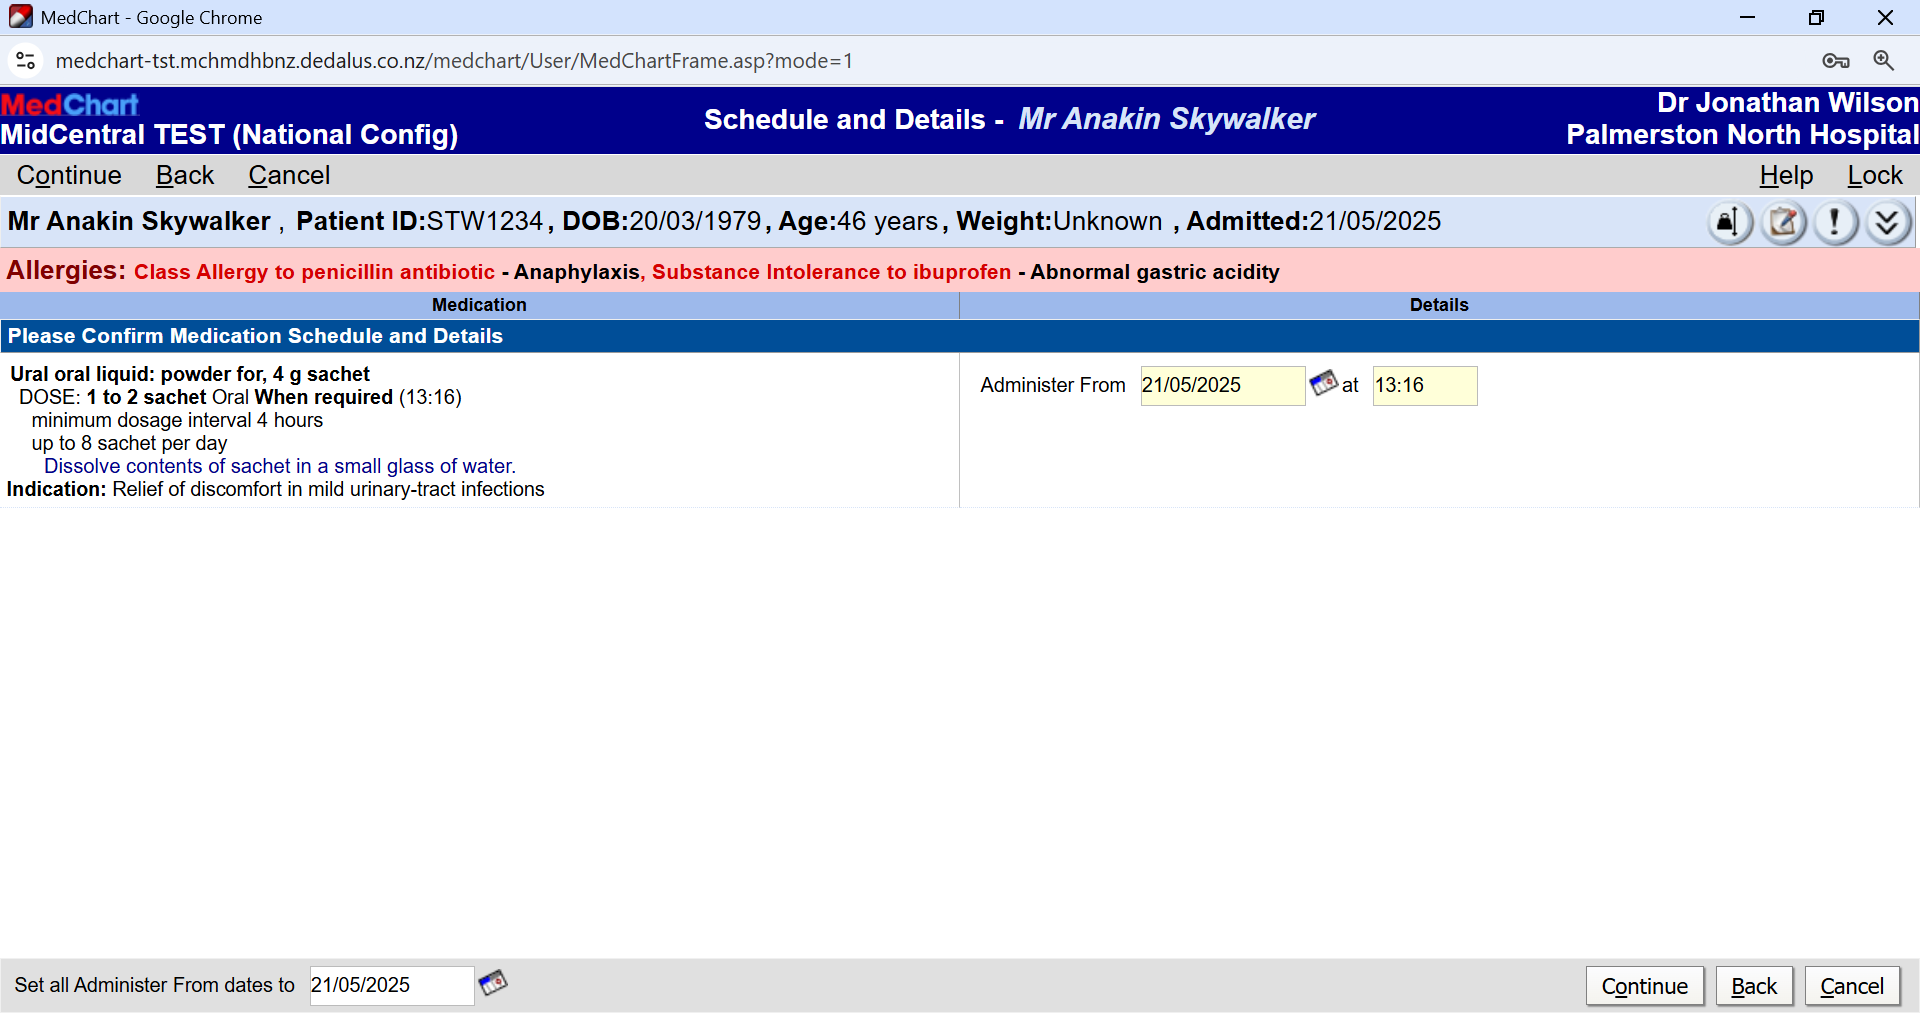 MedChart - Google Chrome
medchart-tst.mchmdhbnz.dedalus.co.nz/medchart/User/MedChartFrame.asp?mode=1
MedChart
MidCentral TEST (National Config)
Schedule and Details - Mr Anakin Skywalker
Dr Jonathan Wilson
Palmerston North Hospital
Continue Back Cancel Help Lock
Mr Anakin Skywalker , Patient ID:STW1234, DOB:20/03/1979, Age:46 years, Weight:Unknown , Admitted:21/05/2025
Allergies: Class Allergy to penicillin antibiotic - Anaphylaxis, Substance Intolerance to ibuprofen - Abnormal gastric acidity
Medication Details
Please Confirm Medication Schedule and Details
Ural oral liquid: powder for, 4 g sachet
DOSE: 1 to 2 sachet Oral When required (13:16)
minimum dosage interval 4 hours
up to 8 sachet per day
Dissolve contents of sachet in a small glass of water.
Indication: Relief of discomfort in mild urinary-tract infections
Administer From 21/05/2025 at 13:16
Set all Administer From dates to 21/05/2025
Continue Back Cancel